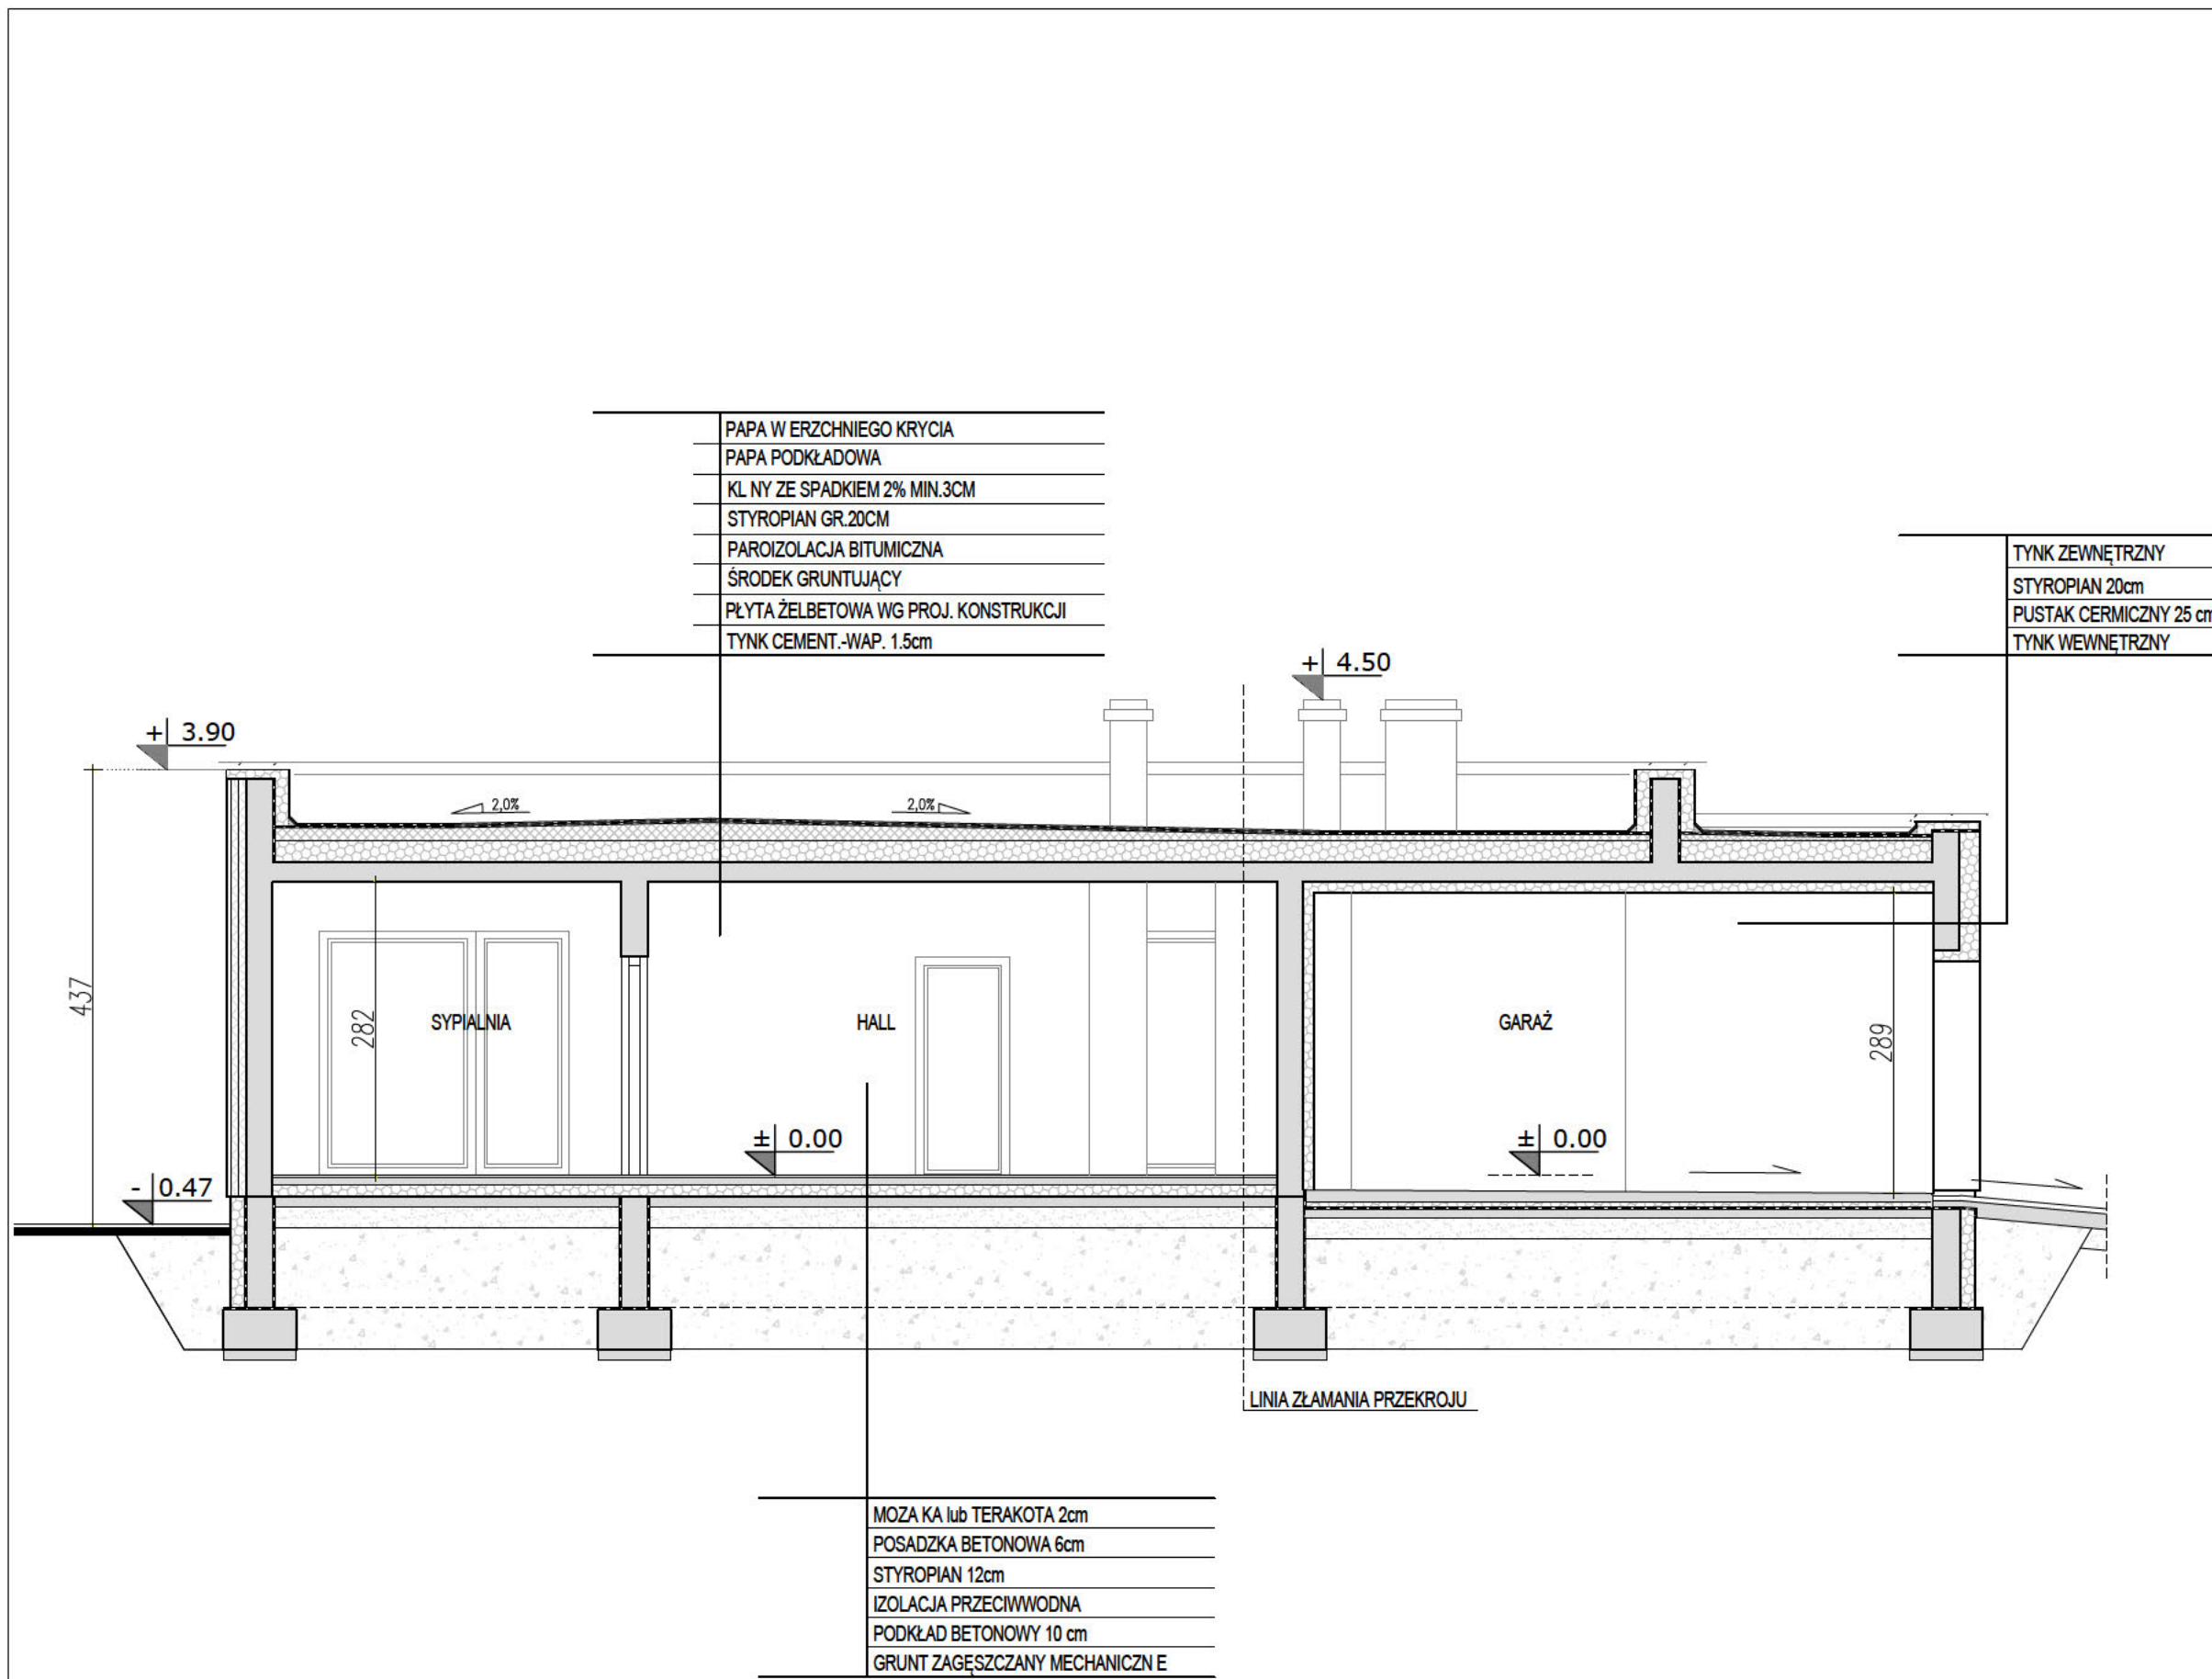 PAPA W ERZCHNIEGO KRYCIA
PAPA PODKŁADOWA
KL NY ZE SPADKIEM 2% MIN.3CM
STYROPIAN GR.20CM
PAROIZOLACJA BITUMICZNA
ŚRODEK GRUNTUJĄCY
PŁYTA ŻELBETOWA WG PROJ. KONSTRUKCJI
TYNK CEMENT.-WAP. 1.5cm
TYNK ZEWNĘTRZNY
STYROPIAN 20cm
PUSTAK CERMICZNY 25 cm
TYNK WEWNĘTRZNY
+ 4.50
+ 3.90
2,0%
2,0%
437
282
SYPIALNIA
HALL
GARAŻ
289
± 0.00
± 0.00
- 0.47
LINIA ZŁAMANIA PRZEKROJU
MOZA KA lub TERAKOTA 2cm
POSADZKA BETONOWA 6cm
STYROPIAN 12cm
IZOLACJA PRZECIWWODNA
PODKŁAD BETONOWY 10 cm
GRUNT ZAGĘSZCZANY MECHANICZN E